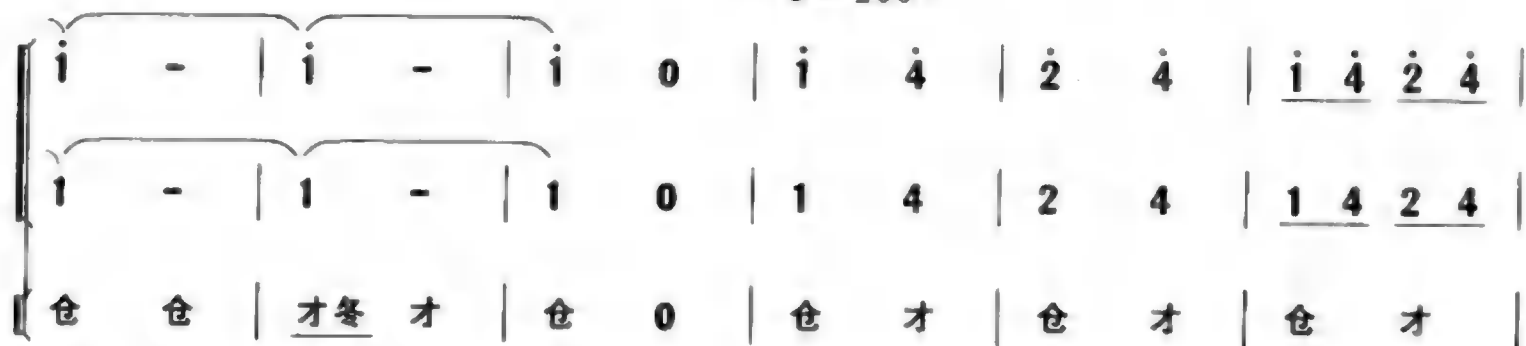 i̇ - | i̇ - | i̇ 0 | i̇ 4̇ | 2̇ 4̇ | i̇ 4̇ 2̇ 4̇ |
1 - | 1 - | 1 0 | 1 4 | 2 4 | 1 4 2 4 |
仓 仓 | 才冬 才 | 仓 0 | 仓 才 | 仓 才 | 仓 才 |